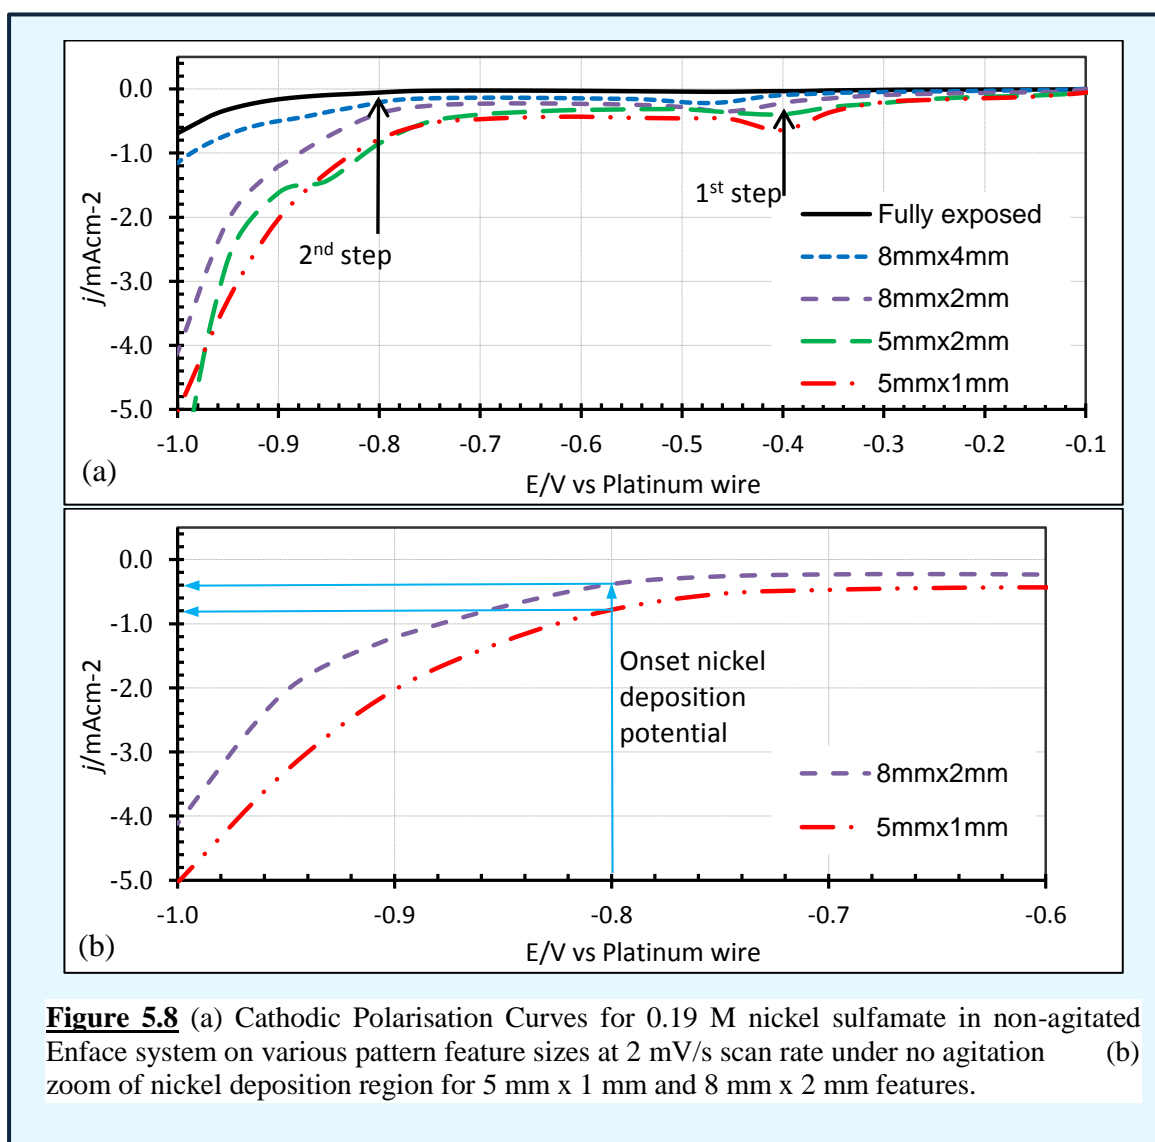 0.0
-1.0
-2.0
-3.0
-4.0
-5.0
j/mAcm-2
-1.0 -0.9 -0.8 -0.7 -0.6 -0.5 -0.4 -0.3 -0.2 -0.1
E/V vs Platinum wire
(a)
2nd step
1st step
Fully exposed
8mmx4mm
8mmx2mm
5mmx2mm
5mmx1mm
0.0
-1.0
-2.0
-3.0
-4.0
-5.0
j/mAcm-2
-1.0 -0.9 -0.8 -0.7 -0.6
E/V vs Platinum wire
(b)
Onset nickel
deposition
potential
8mmx2mm
5mmx1mm
Figure 5.8 (a) Cathodic Polarisation Curves for 0.19 M nickel sulfamate in non-agitated
Enface system on various pattern feature sizes at 2 mV/s scan rate under no agitation (b)
zoom of nickel deposition region for 5 mm x 1 mm and 8 mm x 2 mm features.